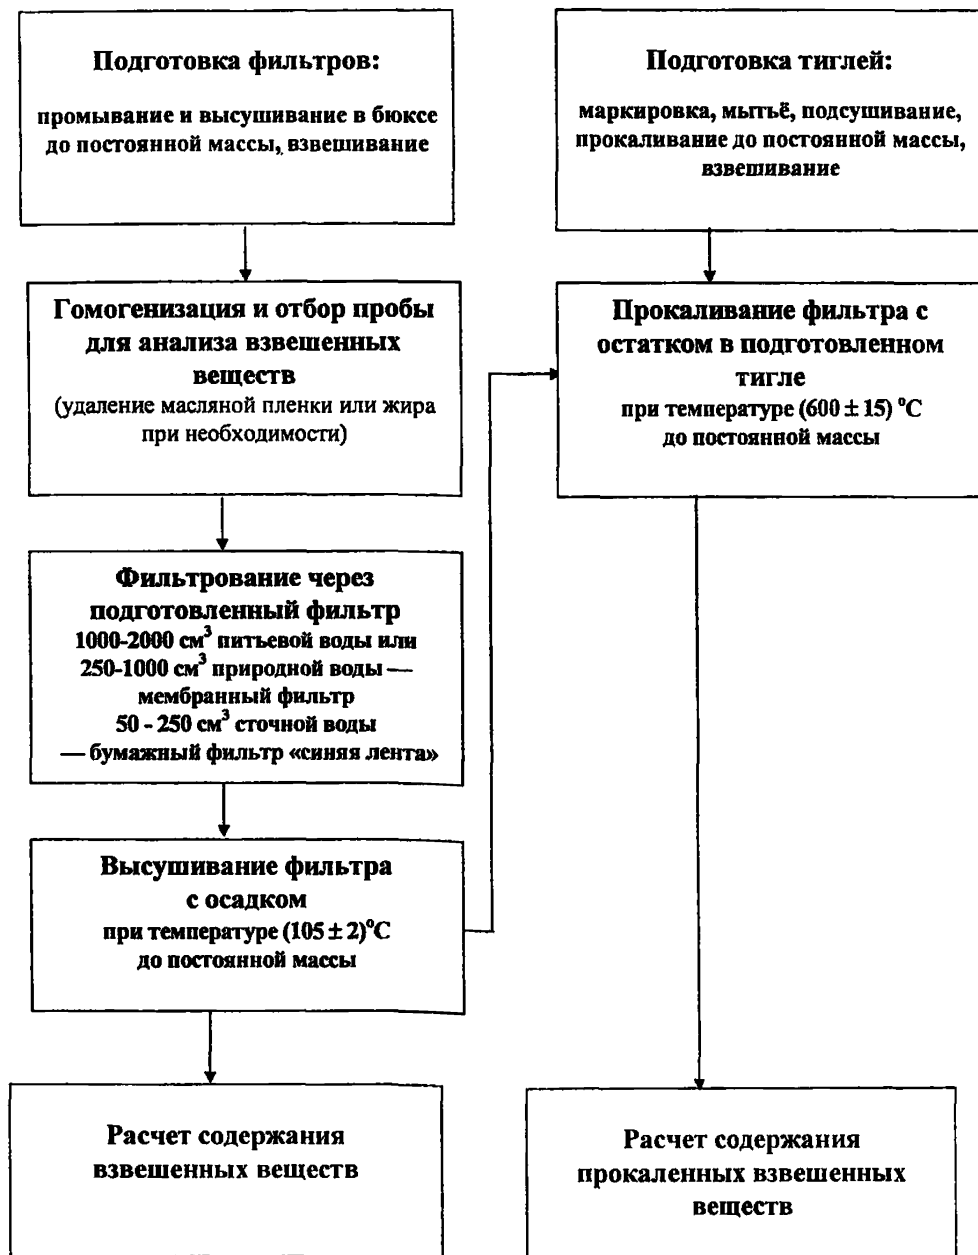 Подготовка фильтров:
промывание и высушивание в бюксе
до постоянной массы, взвешивание
Гомогенизация и отбор пробы
для анализа взвешенных
веществ
(удаление масляной пленки или жира
при необходимости)
Фильтрование через
подготовленный фильтр
1000-2000 см³ питьевой воды или
250-1000 см³ природной воды —
мембранный фильтр
50 - 250 см³ сточной воды
— бумажный фильтр «синяя лента»
Высушивание фильтра
с осадком
при температуре (105 ± 2)⁰С
до постоянной массы
Расчет содержания
взвешенных веществ
Подготовка тиглей:
маркировка, мытьё, подсушивание,
прокаливание до постоянной массы,
взвешивание
Прокаливание фильтра с
остатком в подготовленном
тигле
при температуре (600 ± 15) ⁰С
до постоянной массы
Расчет содержания
прокаленных взвешенных
веществ